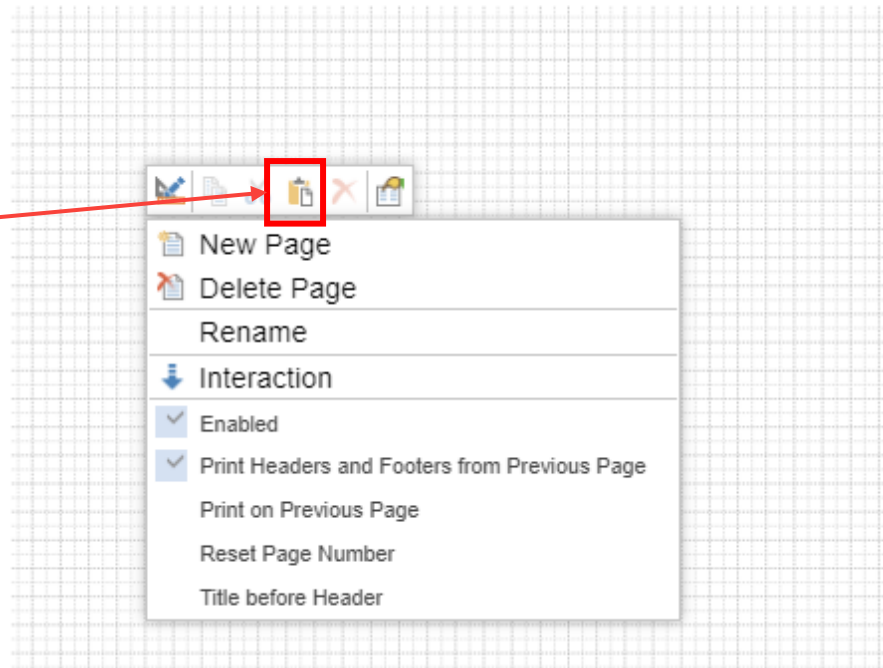 New Page
Delete Page
Rename
Interaction
Enabled
Print Headers and Footers from Previous Page
Print on Previous Page
Reset Page Number
Title before Header